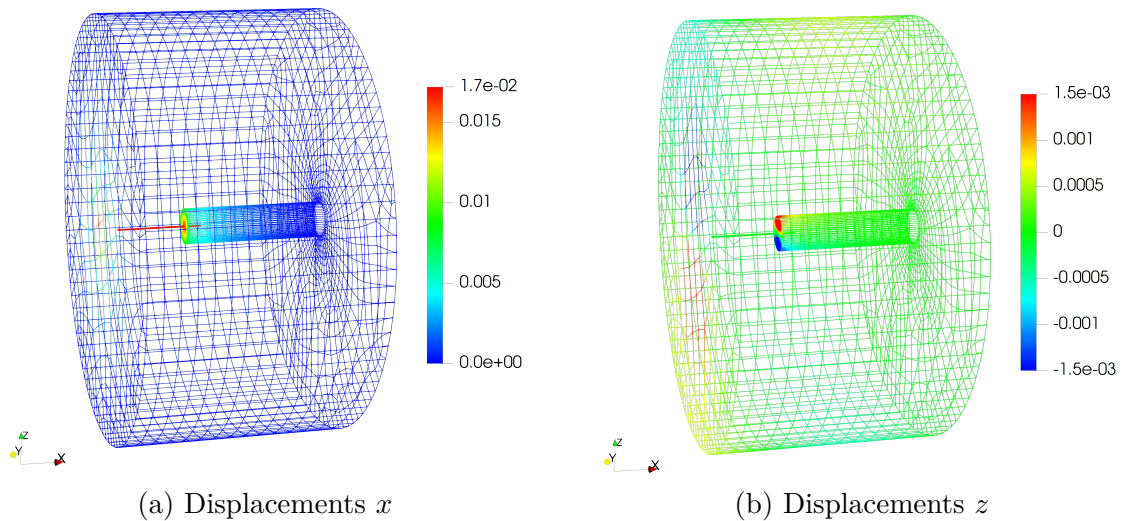 1.7e-02
0.015
0.01
0.005
0.0e+00
Z
Y
X
(a) Displacements x
1.5e-03
0.001
0.0005
0
-0.0005
-0.001
-1.5e-03
Z
Y
X
(b) Displacements z